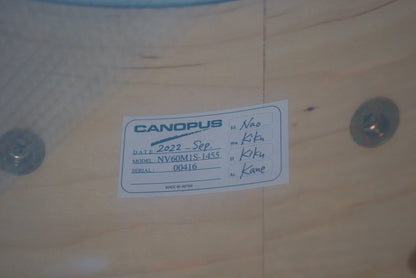 CANOPUS
DATE 2022 - Sep.
MODEL: NV60M1S-1455
SERIAL: 00416
MADE IN JAPAN
Nao
Kiku
Kiku
Kane